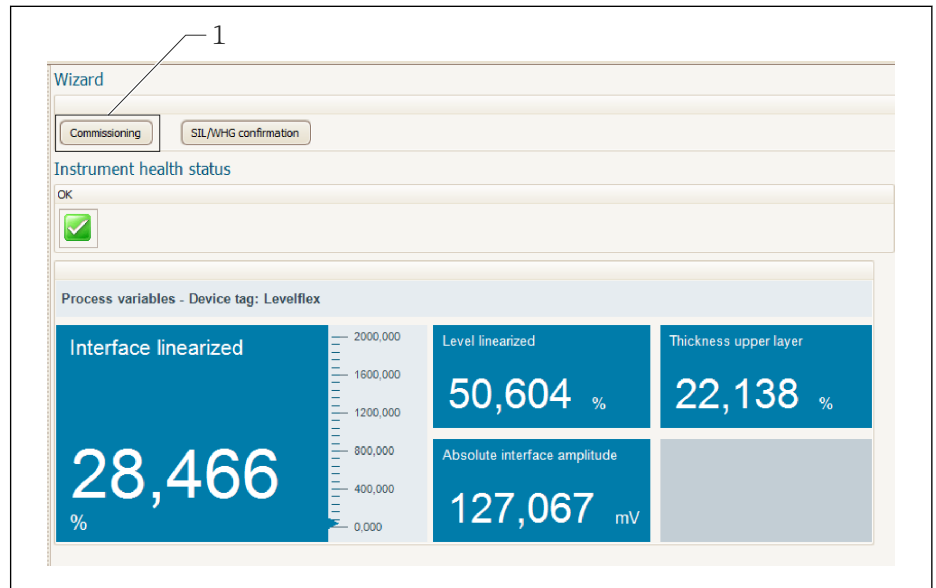 1
Wizard
Commissioning
SIL/WHG confirmation
Instrument health status
OK
Process variables - Device tag: Levelflex
Interface linearized
28,466
%
2000,000
1600,000
1200,000
800,000
400,000
0,000
Level linearized
50,604 %
Thickness upper layer
22,138 %
Absolute interface amplitude
127,067 mV